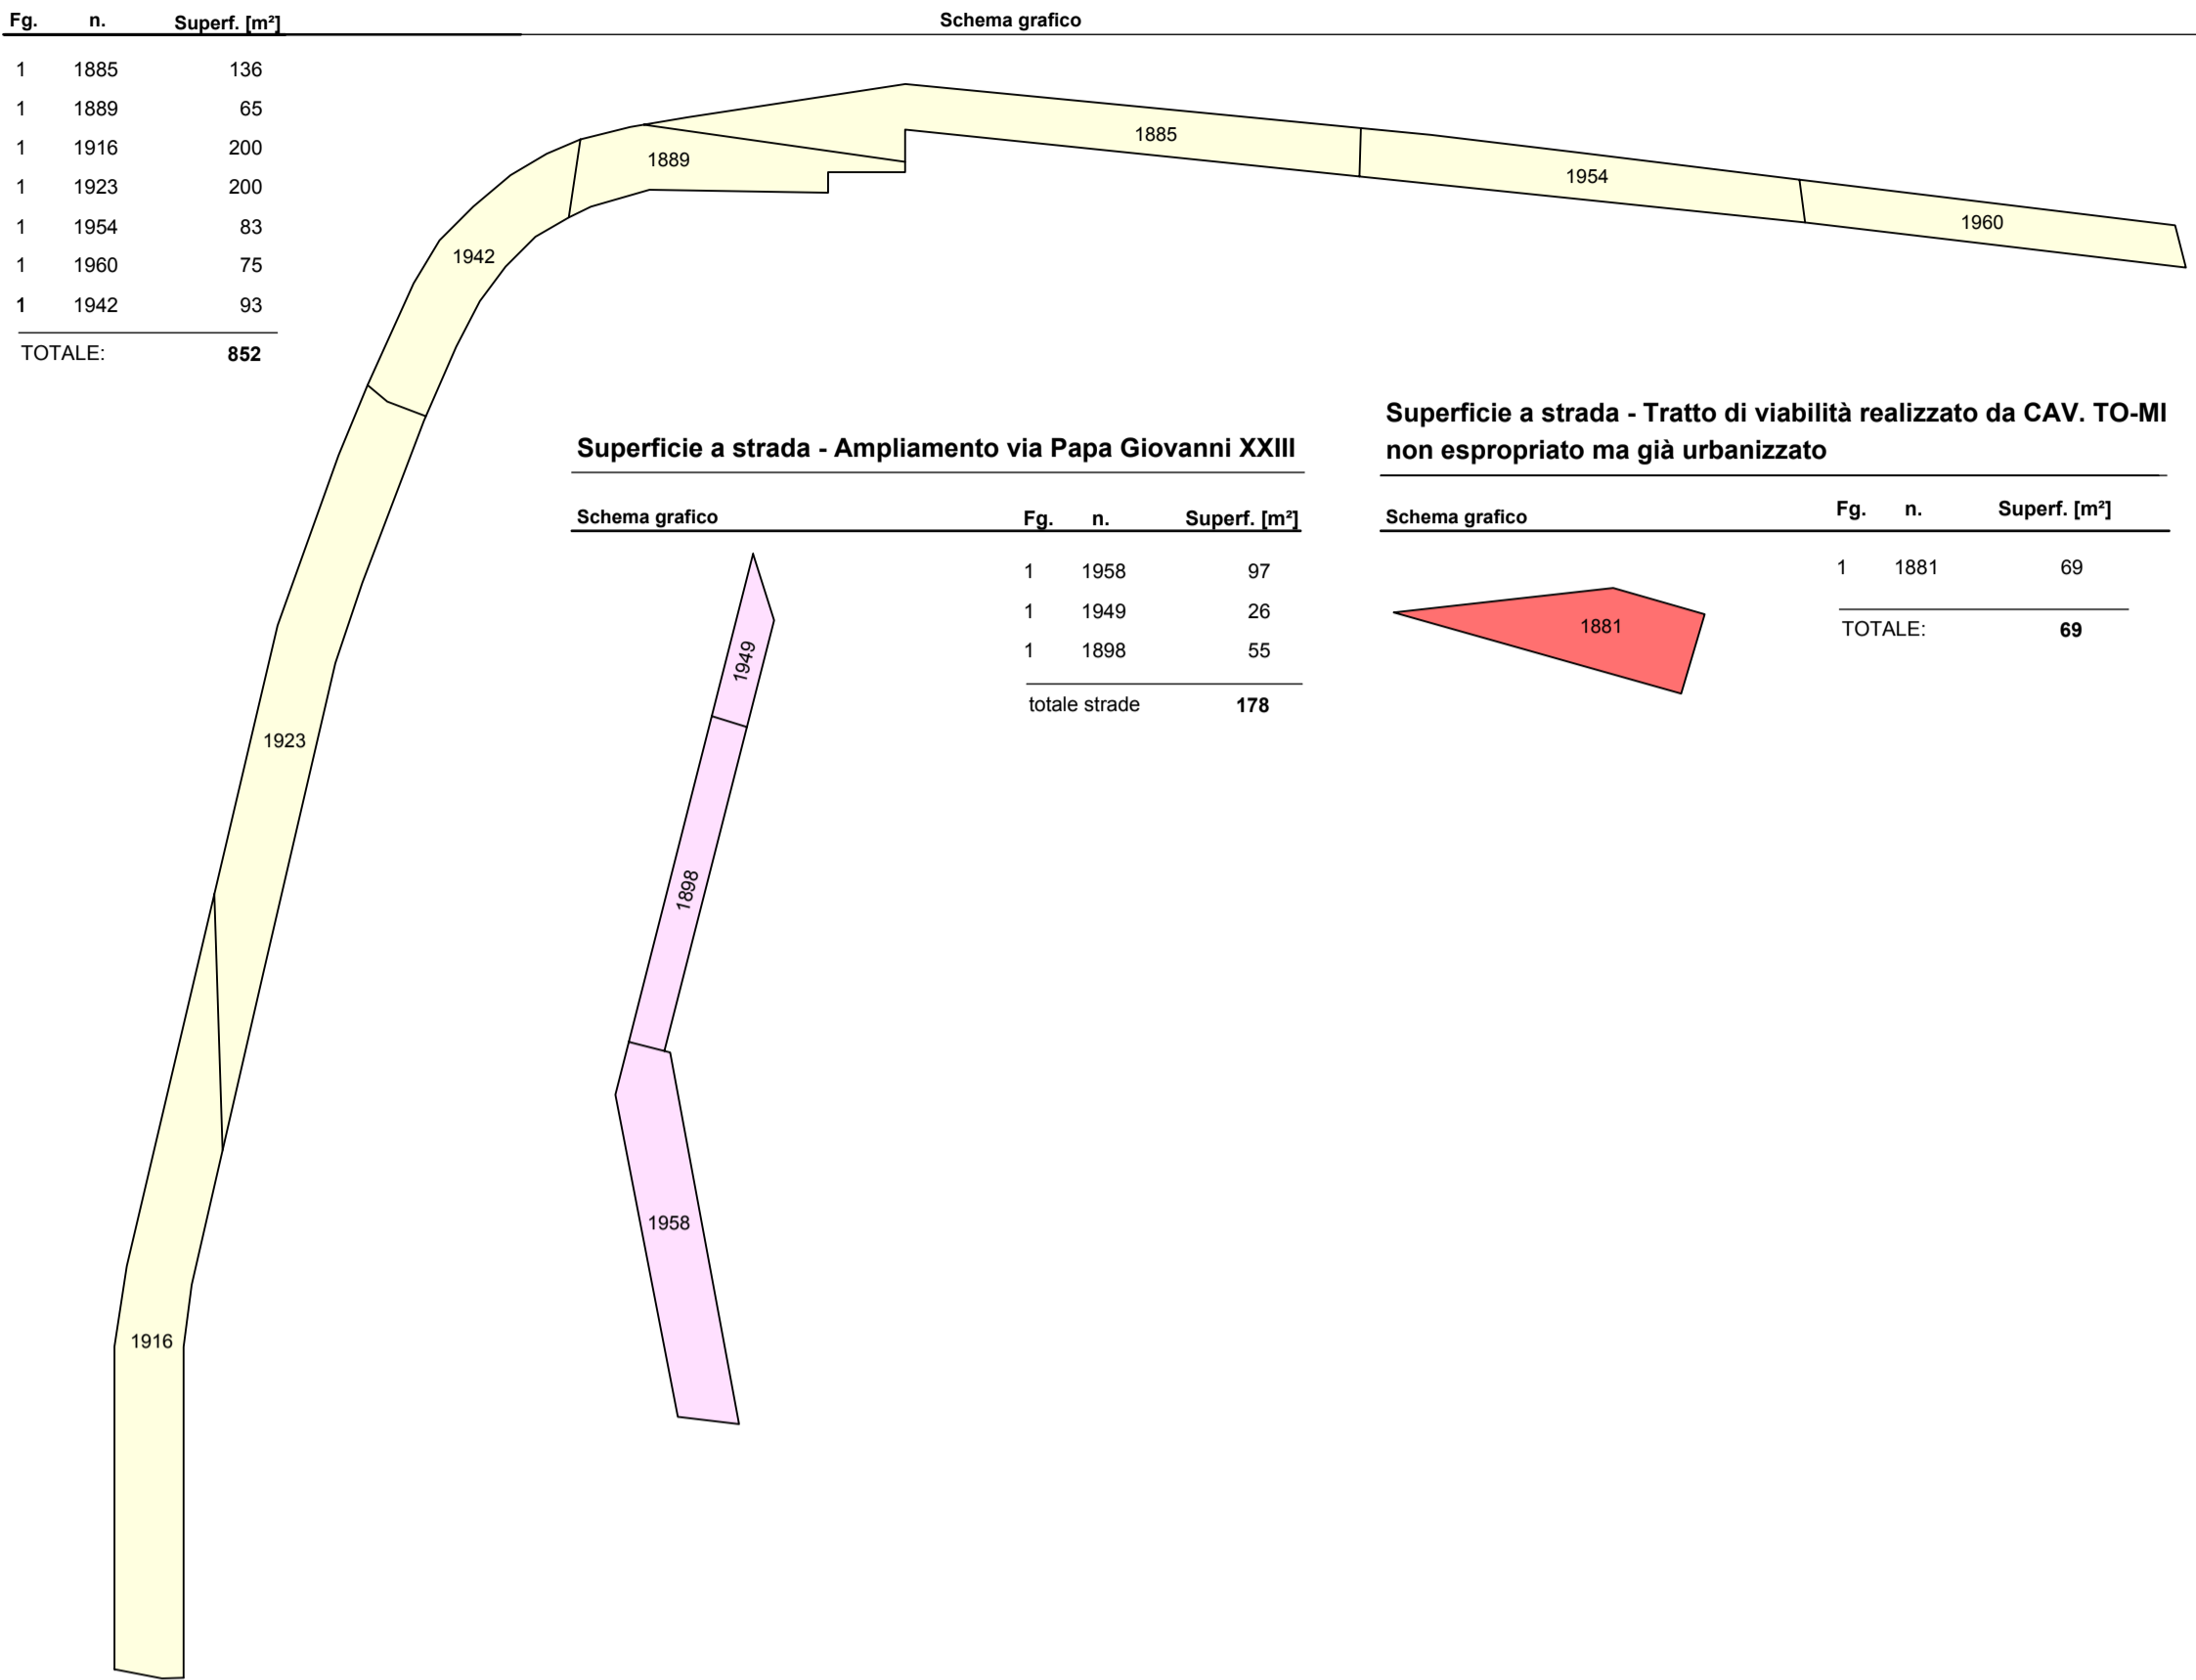 Fg. n. Superf. [m²] Schema grafico
1 1885 136
1 1889 65
1 1916 200
1 1923 200
1 1954 83
1 1960 75
1 1942 93
TOTALE: 852
1885
1889
1954
1960
1942
1923
1916
Superficie a strada - Ampliamento via Papa Giovanni XXIII
Schema grafico Fg. n. Superf. [m²]
1 1958 97
1 1949 26
1 1898 55
totale strade 178
1949
1898
1958
Superficie a strada - Tratto di viabilità realizzato da CAV. TO-MI
non espropriato ma già urbanizzato
Schema grafico Fg. n. Superf. [m²]
1 1881 69
TOTALE: 69
1881